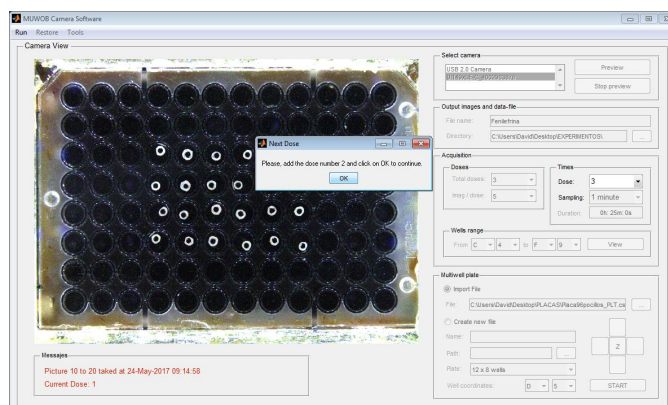 MUWOB Camera Software
Run Restore Tools
Camera View
Next Dose
Please, add the dose number 2 and click on OK to continue.
OK
Messajes
Picture 10 to 20 taked at 24-May-2017 09:14:58
Current Dose: 1
Select camera
USB 2.0 Camera
Preview
Stop preview
Output images and data-file
File name: Fenilefrina
Directory: C:\Users\David\Desktop\EXPERIMENTOS\ ...
Acquisition
Doses
Total doses: 3
Imag / dose: 5
Times
Dose: 3
Sampling: 1 minute
Duration: 0h: 25m: 0s
Wells range
From C 4 to F 9 View
Multiwell plate
Import File
File: C:\Users\David\Desktop\PLACAS\Placa96pocillos_PLT.cs ...
Create new file
Name:
Path: ...
Plate: 12 x 8 wells
Well coordinates: D 5
Z
START